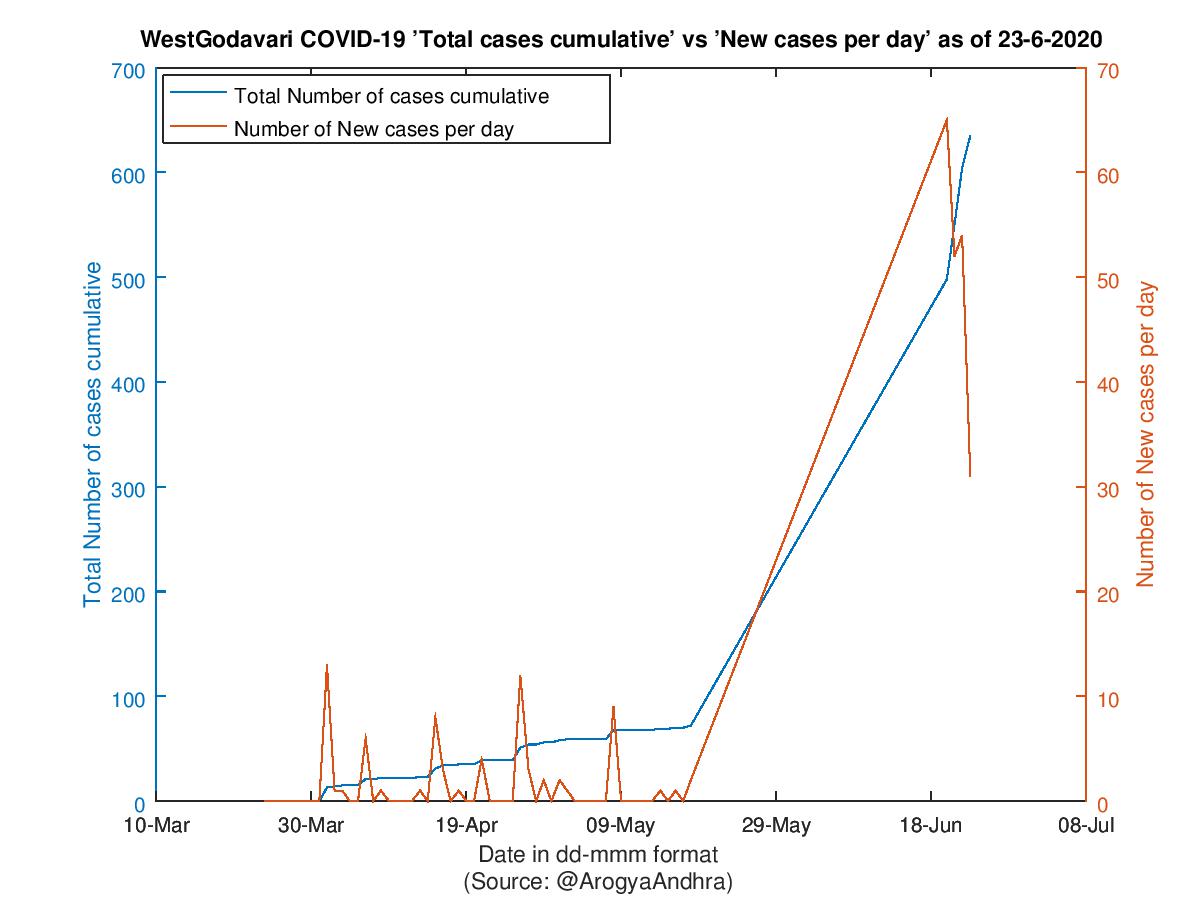 WestGodavari COVID-19 ’Total cases cumulative’ vs ’New cases per day’ as of 23-6-2020
Total Number of cases cumulative
Number of New cases per day
700
600
500
400
300
200
100
0
Total Number of cases cumulative
70
60
50
40
30
20
10
0
Number of New cases per day
10-Mar 30-Mar 19-Apr 09-May 29-May 18-Jun 08-Jul
Date in dd-mmm format
(Source: @ArogyaAndhra)